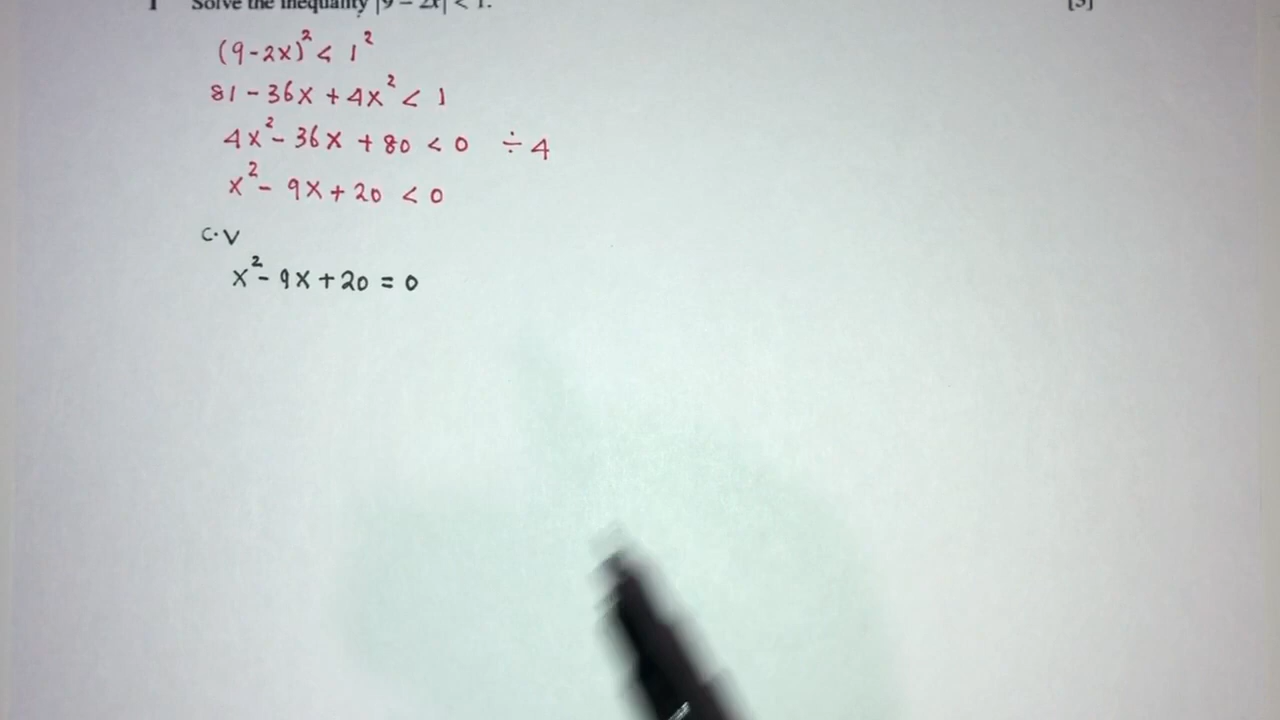 1 Solve the inequality |9 − 2x| < 1. [3]
(9-2x)² < 1²
81 - 36x + 4x² < 1
4x² - 36x + 80 < 0 ÷ 4
x² - 9x + 20 < 0
C.V
x² - 9x + 20 = 0